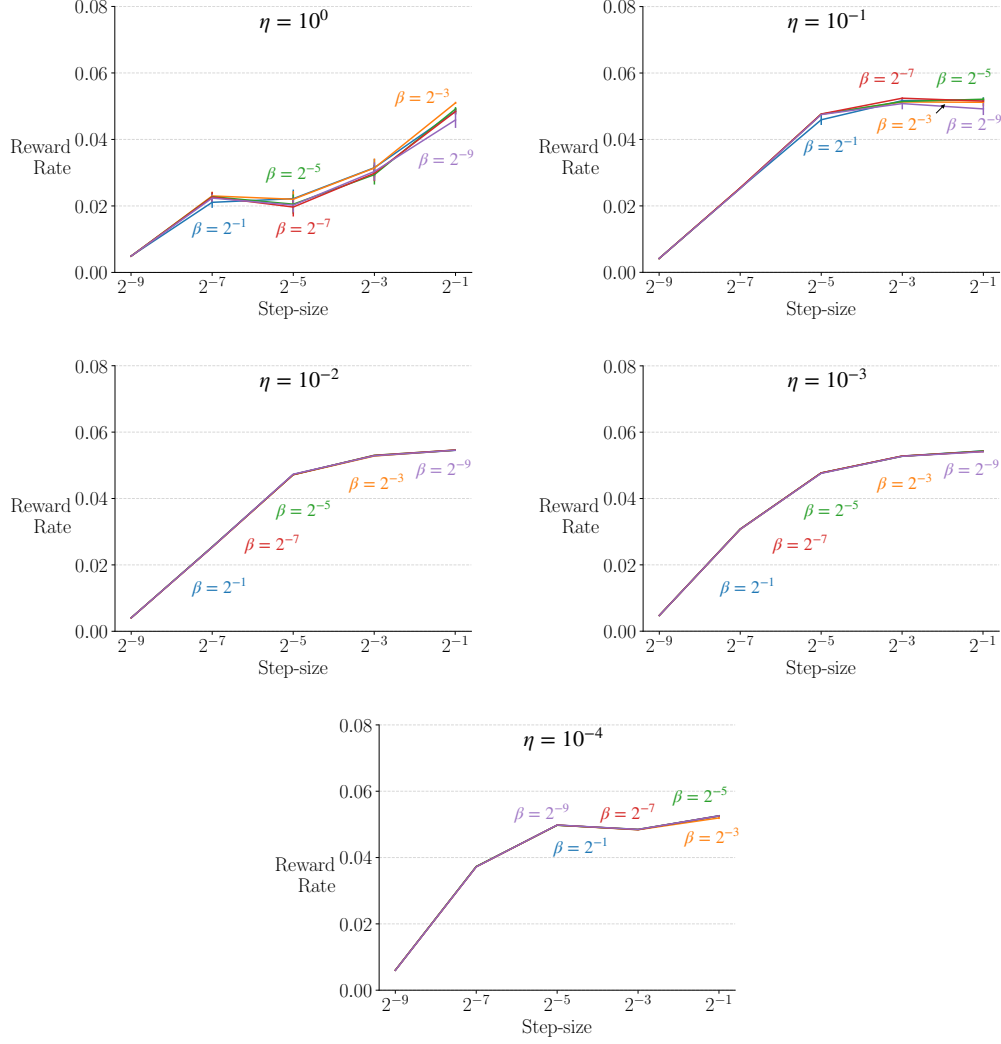 η = 10⁰
0.08
0.06
0.04
0.02
0.00
Reward
Rate
β = 2⁻³
β = 2⁻⁵
β = 2⁻⁹
β = 2⁻¹
β = 2⁻⁷
2⁻⁹ 2⁻⁷ 2⁻⁵ 2⁻³ 2⁻¹
Step-size
η = 10⁻¹
0.08
0.06
0.04
0.02
0.00
Reward
Rate
β = 2⁻⁷
β = 2⁻⁵
β = 2⁻³
β = 2⁻⁹
β = 2⁻¹
2⁻⁹ 2⁻⁷ 2⁻⁵ 2⁻³ 2⁻¹
Step-size
η = 10⁻²
0.08
0.06
0.04
0.02
0.00
Reward
Rate
β = 2⁻⁹
β = 2⁻³
β = 2⁻⁵
β = 2⁻⁷
β = 2⁻¹
2⁻⁹ 2⁻⁷ 2⁻⁵ 2⁻³ 2⁻¹
Step-size
η = 10⁻³
0.08
0.06
0.04
0.02
0.00
Reward
Rate
β = 2⁻⁹
β = 2⁻³
β = 2⁻⁵
β = 2⁻⁷
β = 2⁻¹
2⁻⁹ 2⁻⁷ 2⁻⁵ 2⁻³ 2⁻¹
Step-size
η = 10⁻⁴
0.08
0.06
0.04
0.02
0.00
Reward
Rate
β = 2⁻⁵
β = 2⁻⁹
β = 2⁻⁷
β = 2⁻³
β = 2⁻¹
2⁻⁹ 2⁻⁷ 2⁻⁵ 2⁻³ 2⁻¹
Step-size